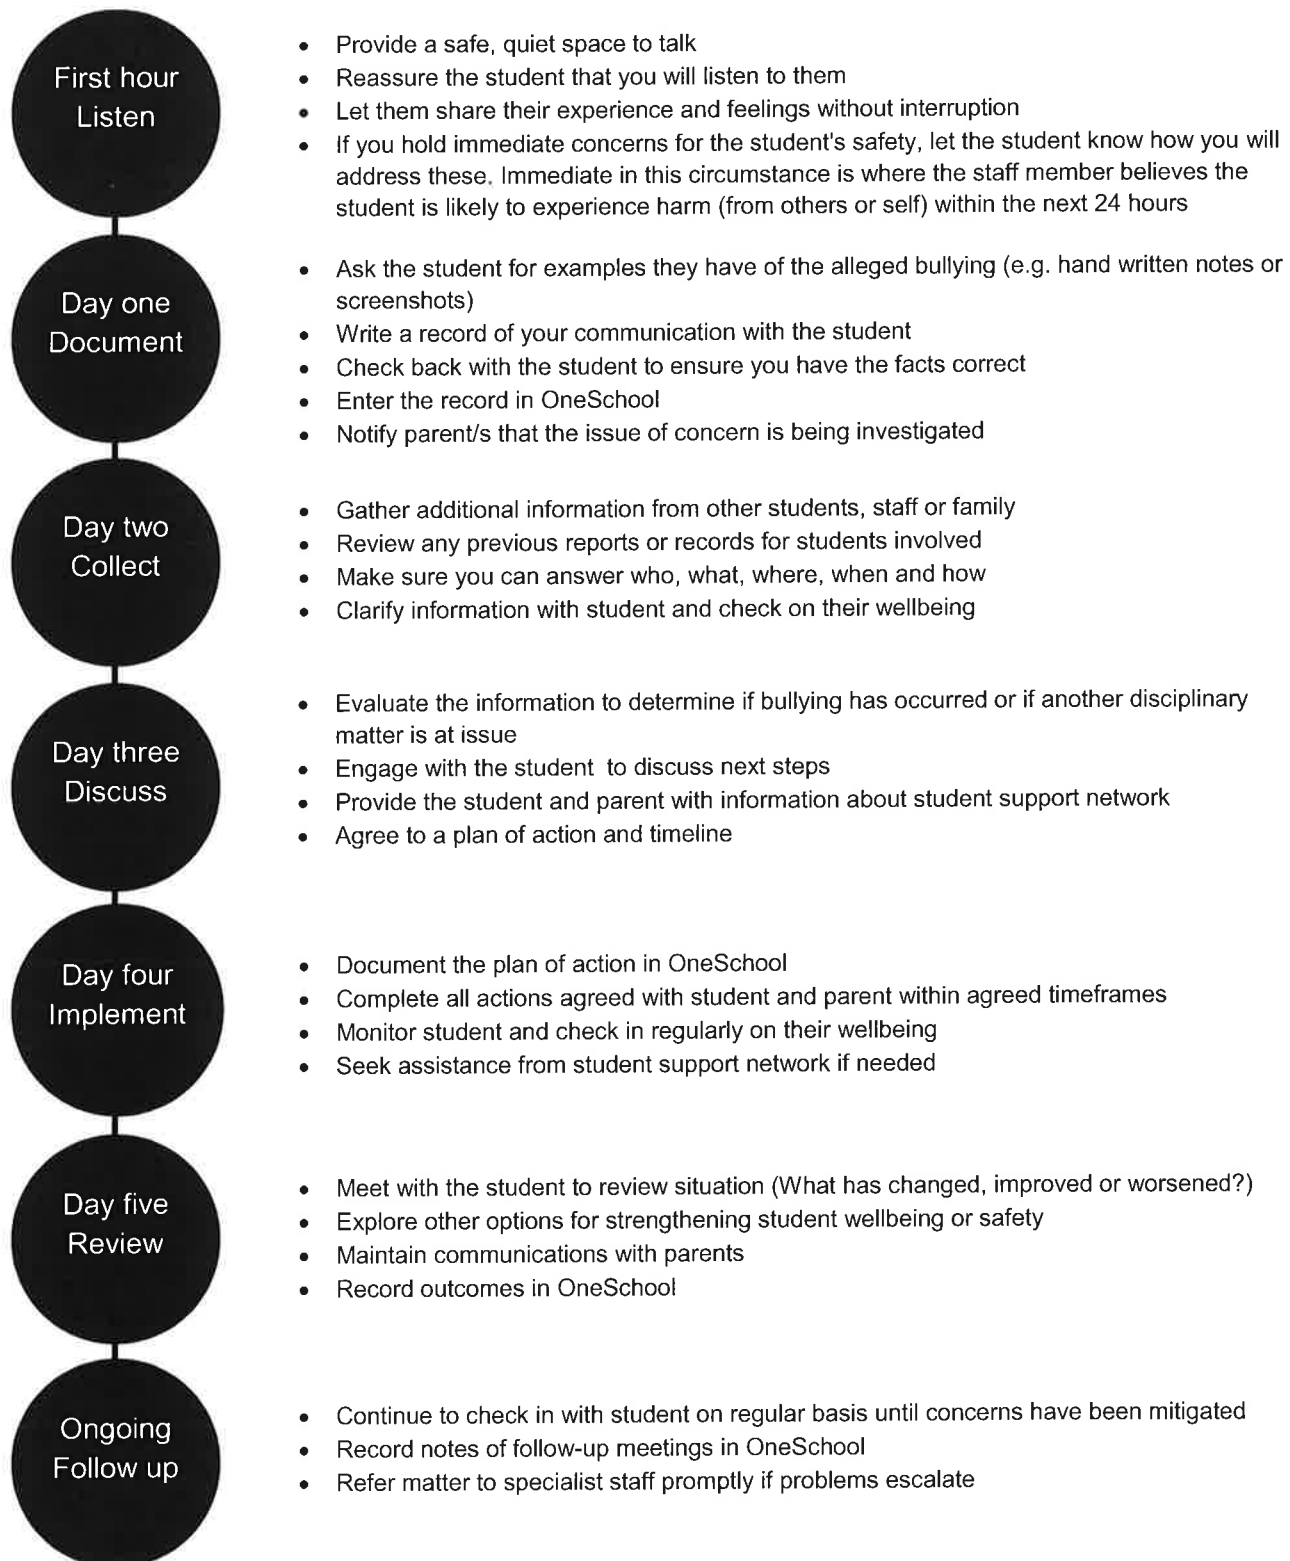 First hour
Listen
• Provide a safe, quiet space to talk
• Reassure the student that you will listen to them
• Let them share their experience and feelings without interruption
• If you hold immediate concerns for the student's safety, let the student know how you will
address these. Immediate in this circumstance is where the staff member believes the
student is likely to experience harm (from others or self) within the next 24 hours
Day one
Document
• Ask the student for examples they have of the alleged bullying (e.g. hand written notes or
screenshots)
• Write a record of your communication with the student
• Check back with the student to ensure you have the facts correct
• Enter the record in OneSchool
• Notify parent/s that the issue of concern is being investigated
Day two
Collect
• Gather additional information from other students, staff or family
• Review any previous reports or records for students involved
• Make sure you can answer who, what, where, when and how
• Clarify information with student and check on their wellbeing
Day three
Discuss
• Evaluate the information to determine if bullying has occurred or if another disciplinary
matter is at issue
• Engage with the student to discuss next steps
• Provide the student and parent with information about student support network
• Agree to a plan of action and timeline
Day four
Implement
• Document the plan of action in OneSchool
• Complete all actions agreed with student and parent within agreed timeframes
• Monitor student and check in regularly on their wellbeing
• Seek assistance from student support network if needed
Day five
Review
• Meet with the student to review situation (What has changed, improved or worsened?)
• Explore other options for strengthening student wellbeing or safety
• Maintain communications with parents
• Record outcomes in OneSchool
Ongoing
Follow up
• Continue to check in with student on regular basis until concerns have been mitigated
• Record notes of follow-up meetings in OneSchool
• Refer matter to specialist staff promptly if problems escalate